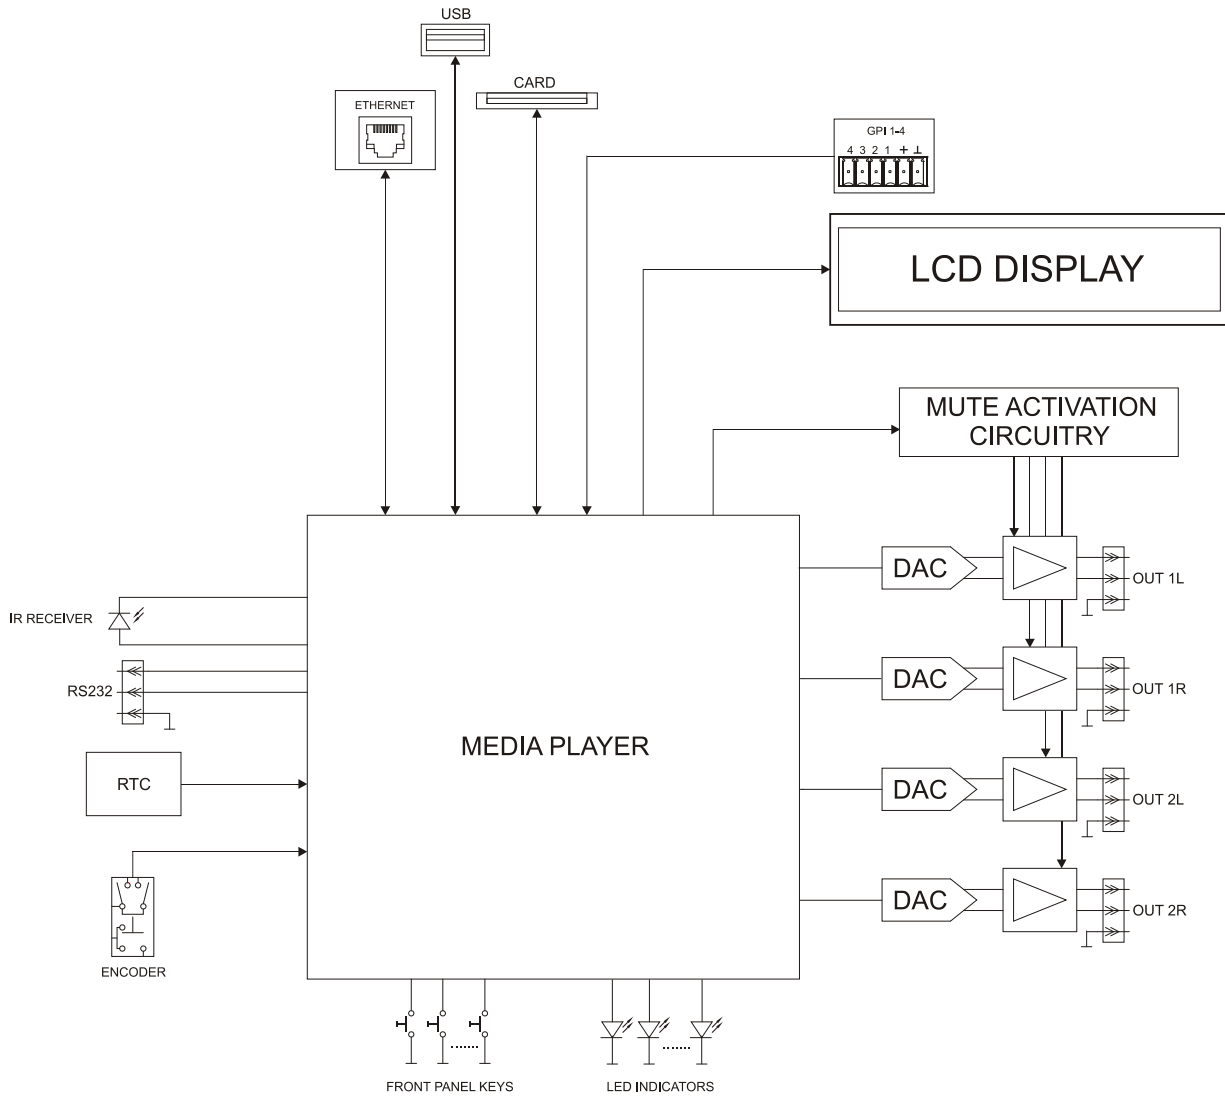 USB
CARD
ETHERNET
GPI 1-4
4 3 2 1 + ⊥
LCD DISPLAY
MUTE ACTIVATION
CIRCUITRY
DAC
OUT 1L
IR RECEIVER
RS232
DAC
OUT 1R
MEDIA PLAYER
RTC
DAC
OUT 2L
DAC
OUT 2R
ENCODER
FRONT PANEL KEYS
LED INDICATORS